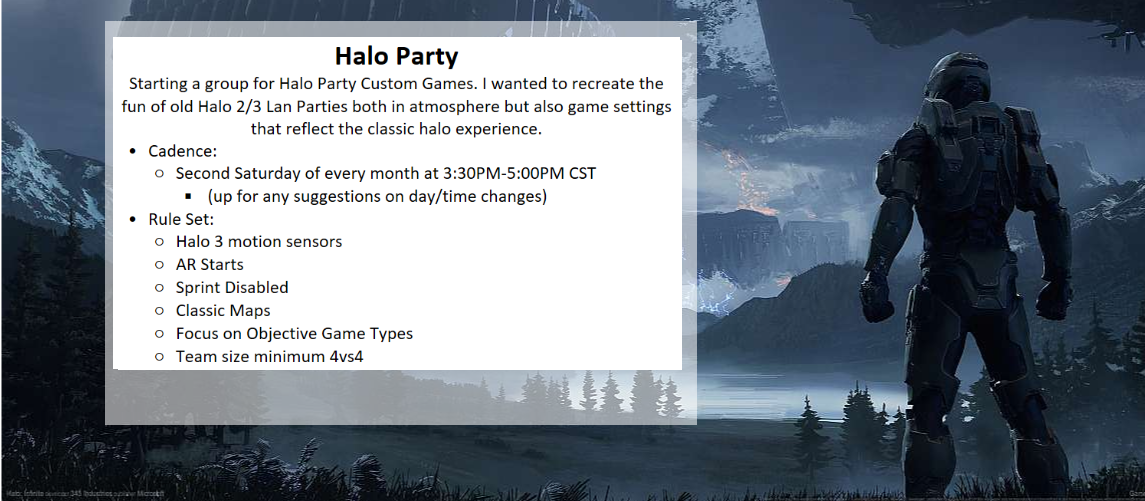 Halo Party
Starting a group for Halo Party Custom Games. I wanted to recreate the
fun of old Halo 2/3 Lan Parties both in atmosphere but also game settings
that reflect the classic halo experience.
• Cadence:
○ Second Saturday of every month at 3:30PM-5:00PM CST
▪ (up for any suggestions on day/time changes)
• Rule Set:
○ Halo 3 motion sensors
○ AR Starts
○ Sprint Disabled
○ Classic Maps
○ Focus on Objective Game Types
○ Team size minimum 4vs4
Halo: Infinite developer 343 Industries publisher Microsoft